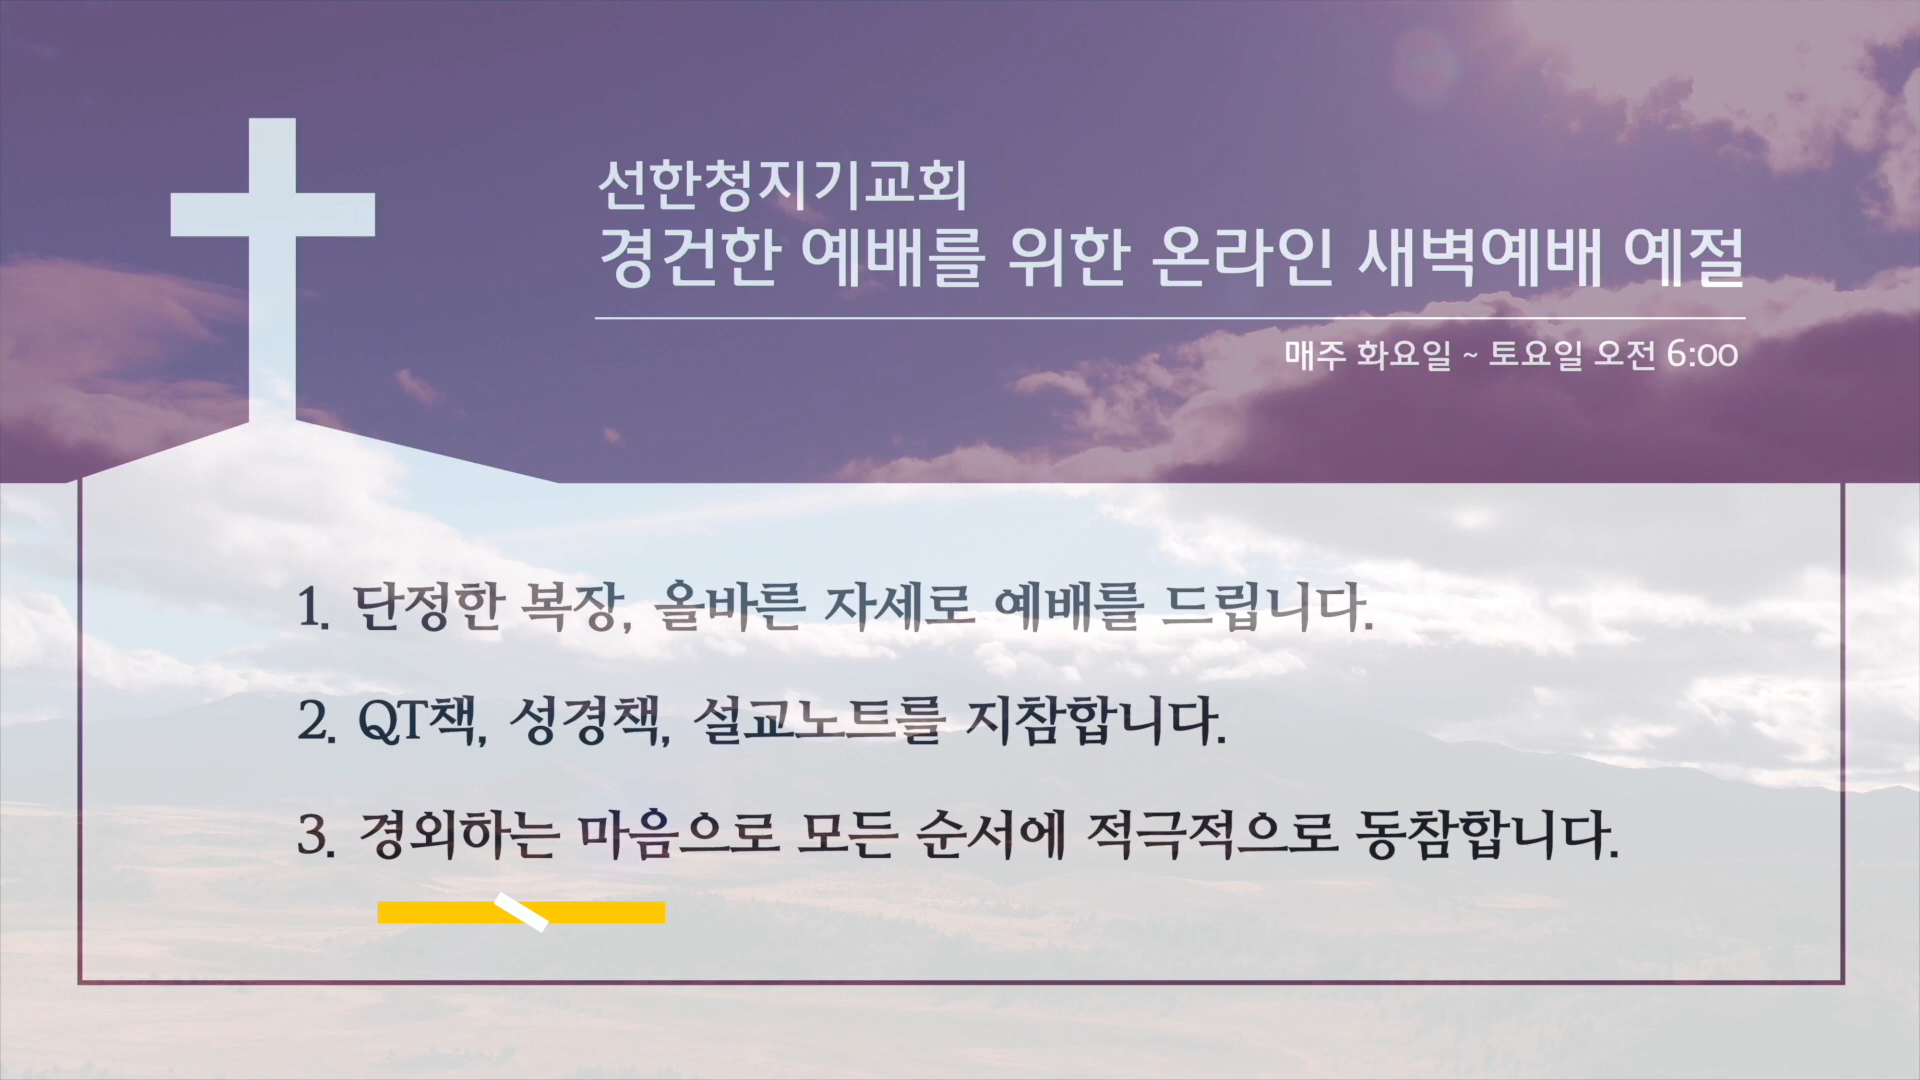 선한청지기교회
경건한 예배를 위한 온라인 새벽예배 예절
매주 화요일 ~ 토요일 오전 6:00
1. 단정한 복장, 올바른 자세로 예배를 드립니다.
2. QT책, 성경책, 설교노트를 지참합니다.
3. 경외하는 마음으로 모든 순서에 적극적으로 동참합니다.